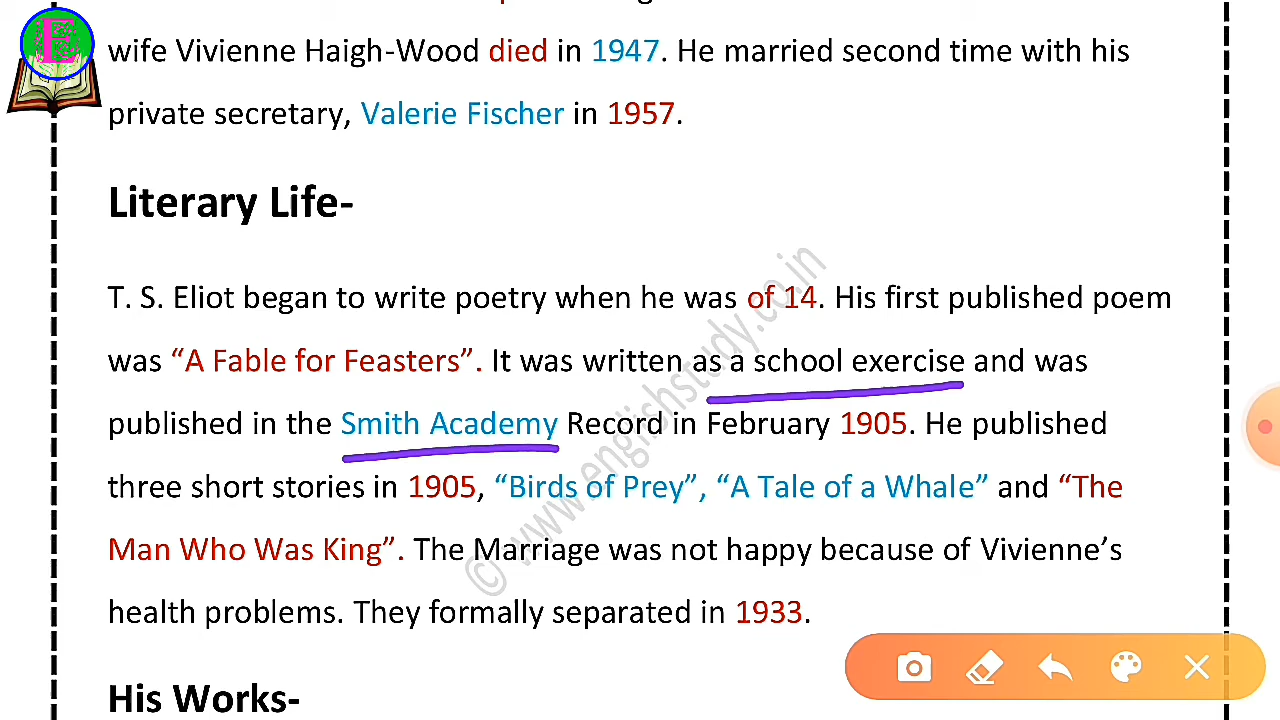 E
wife Vivienne Haigh-Wood died in 1947. He married second time with his
private secretary, Valerie Fischer in 1957.
Literary Life-
T. S. Eliot began to write poetry when he was of 14. His first published poem
was “A Fable for Feasters”. It was written as a school exercise and was
published in the Smith Academy Record in February 1905. He published
three short stories in 1905, “Birds of Prey”, “A Tale of a Whale” and “The
Man Who Was King”. The Marriage was not happy because of Vivienne’s
health problems. They formally separated in 1933.
His Works-
© www.englishstudy.co.in